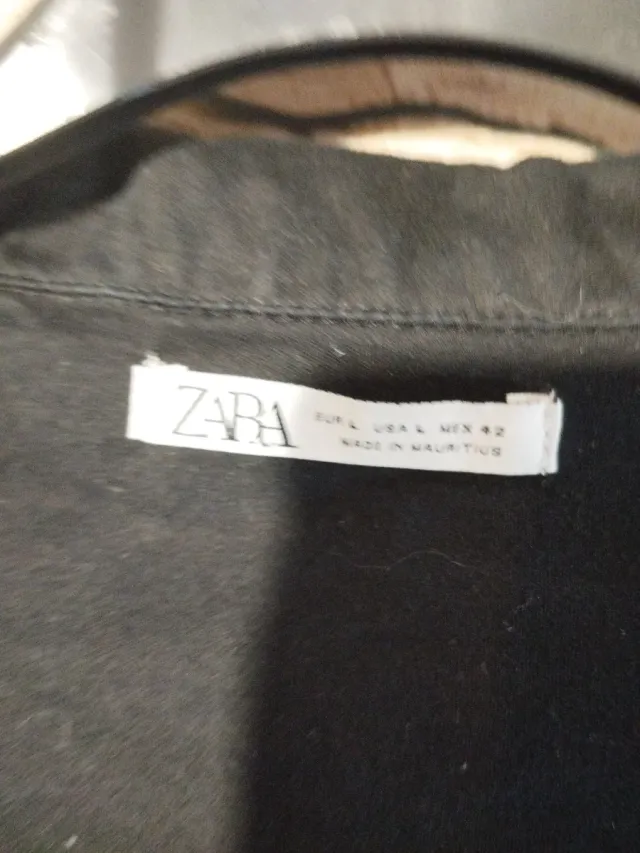 ZARA
EUR L USA L MEX 42
MADE IN MAURITIUS